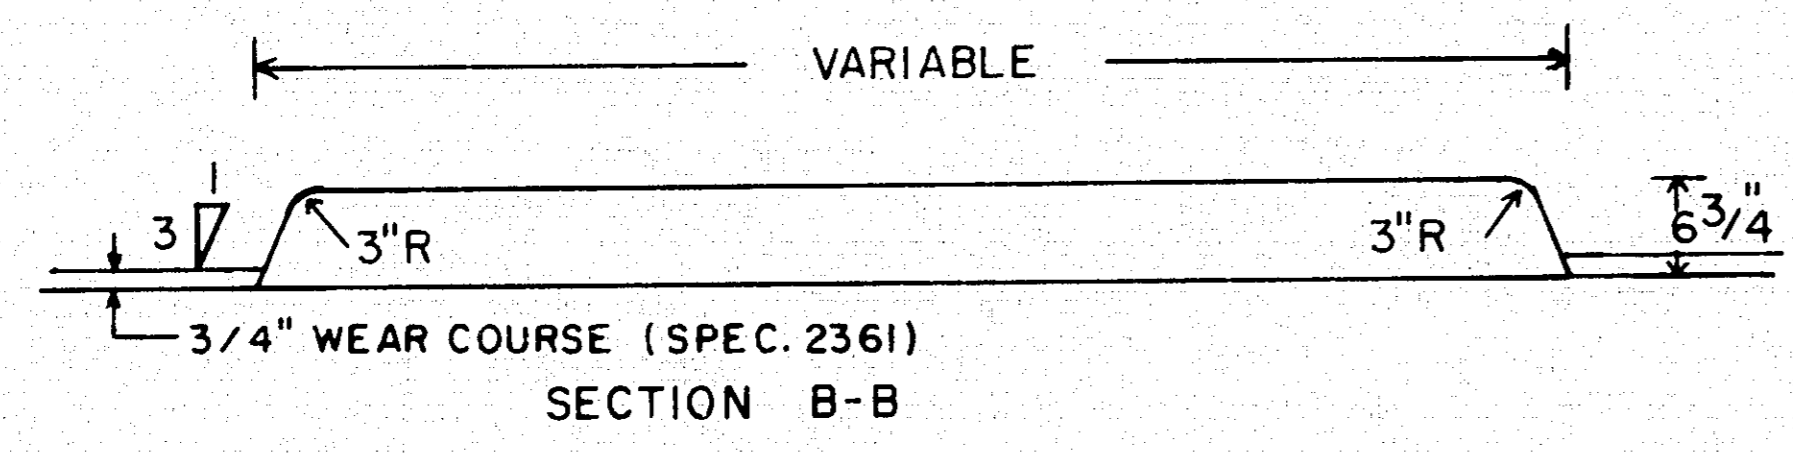 VARIABLE
1
3
3"R
3"R
6 3/4"
3/4" WEAR COURSE (SPEC. 2361)
SECTION B-B